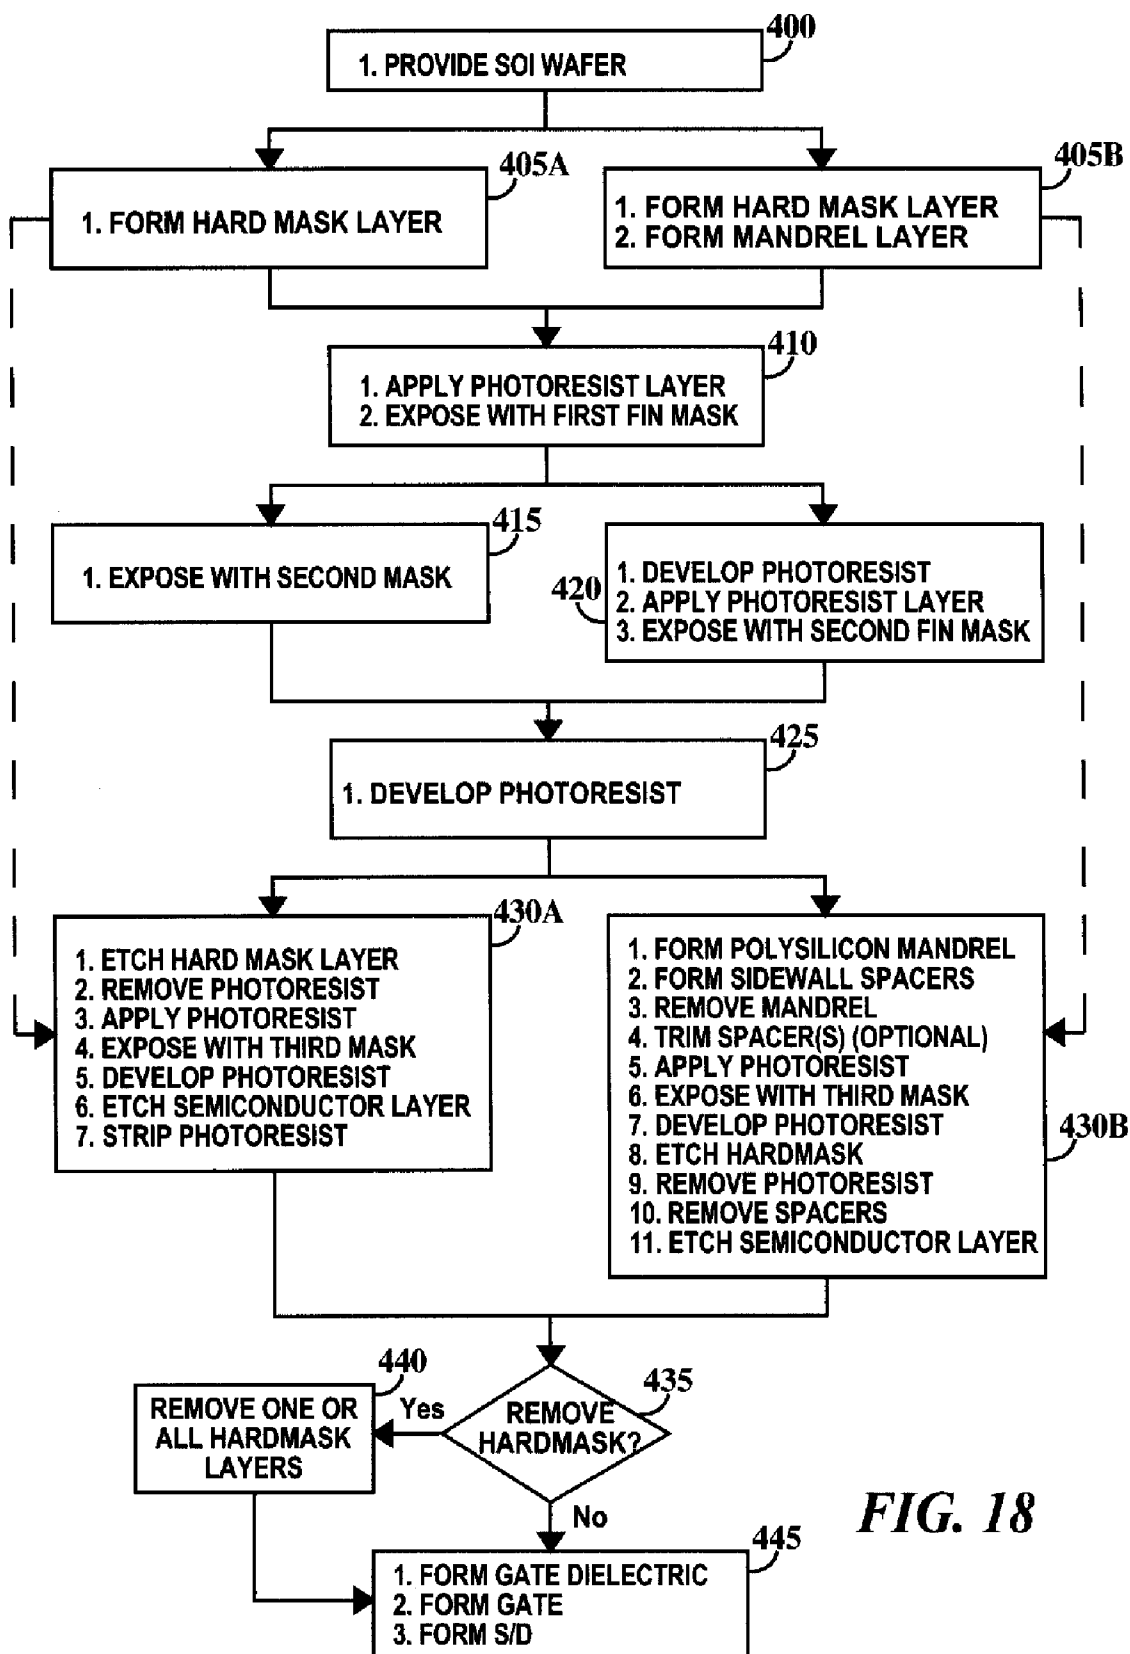 400
1. PROVIDE SOI WAFER
405A
1. FORM HARD MASK LAYER
405B
1. FORM HARD MASK LAYER
2. FORM MANDREL LAYER
410
1. APPLY PHOTORESIST LAYER
2. EXPOSE WITH FIRST FIN MASK
415
1. EXPOSE WITH SECOND MASK
420
1. DEVELOP PHOTORESIST
2. APPLY PHOTORESIST LAYER
3. EXPOSE WITH SECOND FIN MASK
425
1. DEVELOP PHOTORESIST
430A
1. ETCH HARD MASK LAYER
2. REMOVE PHOTORESIST
3. APPLY PHOTORESIST
4. EXPOSE WITH THIRD MASK
5. DEVELOP PHOTORESIST
6. ETCH SEMICONDUCTOR LAYER
7. STRIP PHOTORESIST
1. FORM POLYSILICON MANDREL
2. FORM SIDEWALL SPACERS
3. REMOVE MANDREL
4. TRIM SPACER(S) (OPTIONAL)
5. APPLY PHOTORESIST
6. EXPOSE WITH THIRD MASK
7. DEVELOP PHOTORESIST
8. ETCH HARDMASK
9. REMOVE PHOTORESIST
10. REMOVE SPACERS
11. ETCH SEMICONDUCTOR LAYER
430B
440
REMOVE ONE OR
ALL HARDMASK
LAYERS
Yes
435
REMOVE
HARDMASK?
No
FIG. 18
445
1. FORM GATE DIELECTRIC
2. FORM GATE
3. FORM S/D